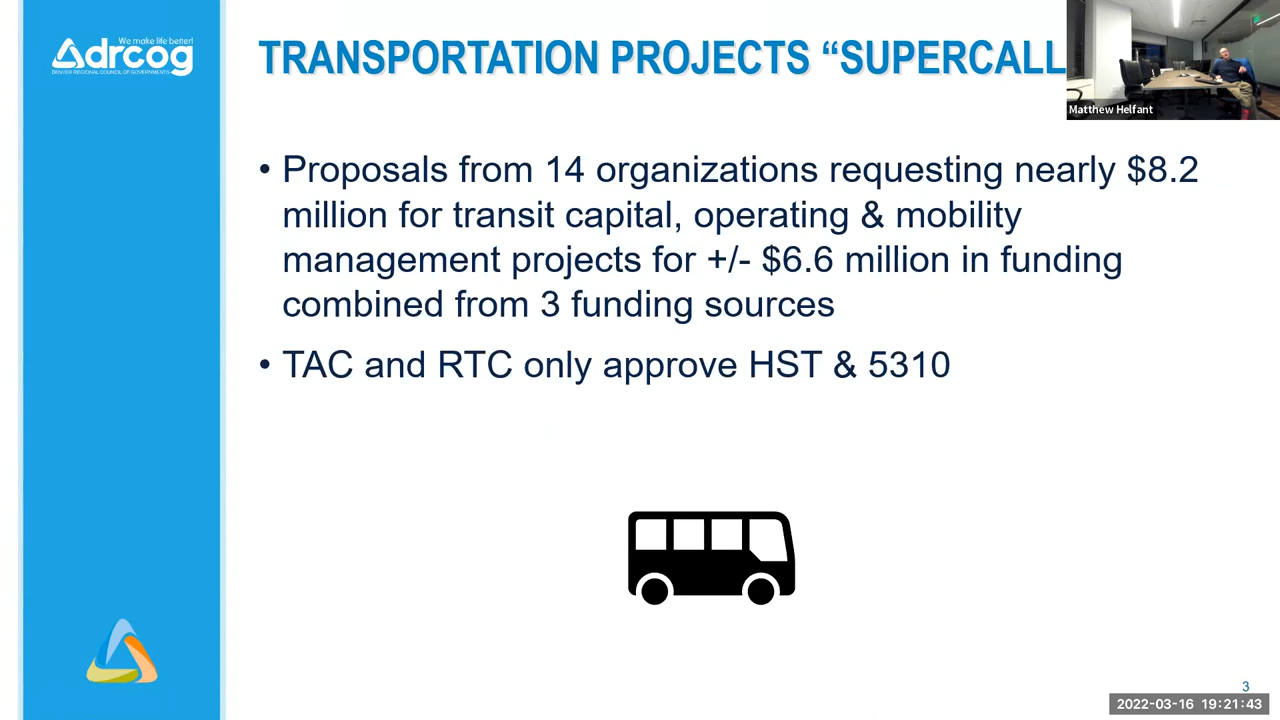 We make life better!
drcog
DENVER REGIONAL COUNCIL OF GOVERNMENTS
TRANSPORTATION PROJECTS “SUPERCALL
Matthew Helfant
• Proposals from 14 organizations requesting nearly $8.2
million for transit capital, operating & mobility
management projects for +/- $6.6 million in funding
combined from 3 funding sources
• TAC and RTC only approve HST & 5310
3
2022-03-16 19:21:43